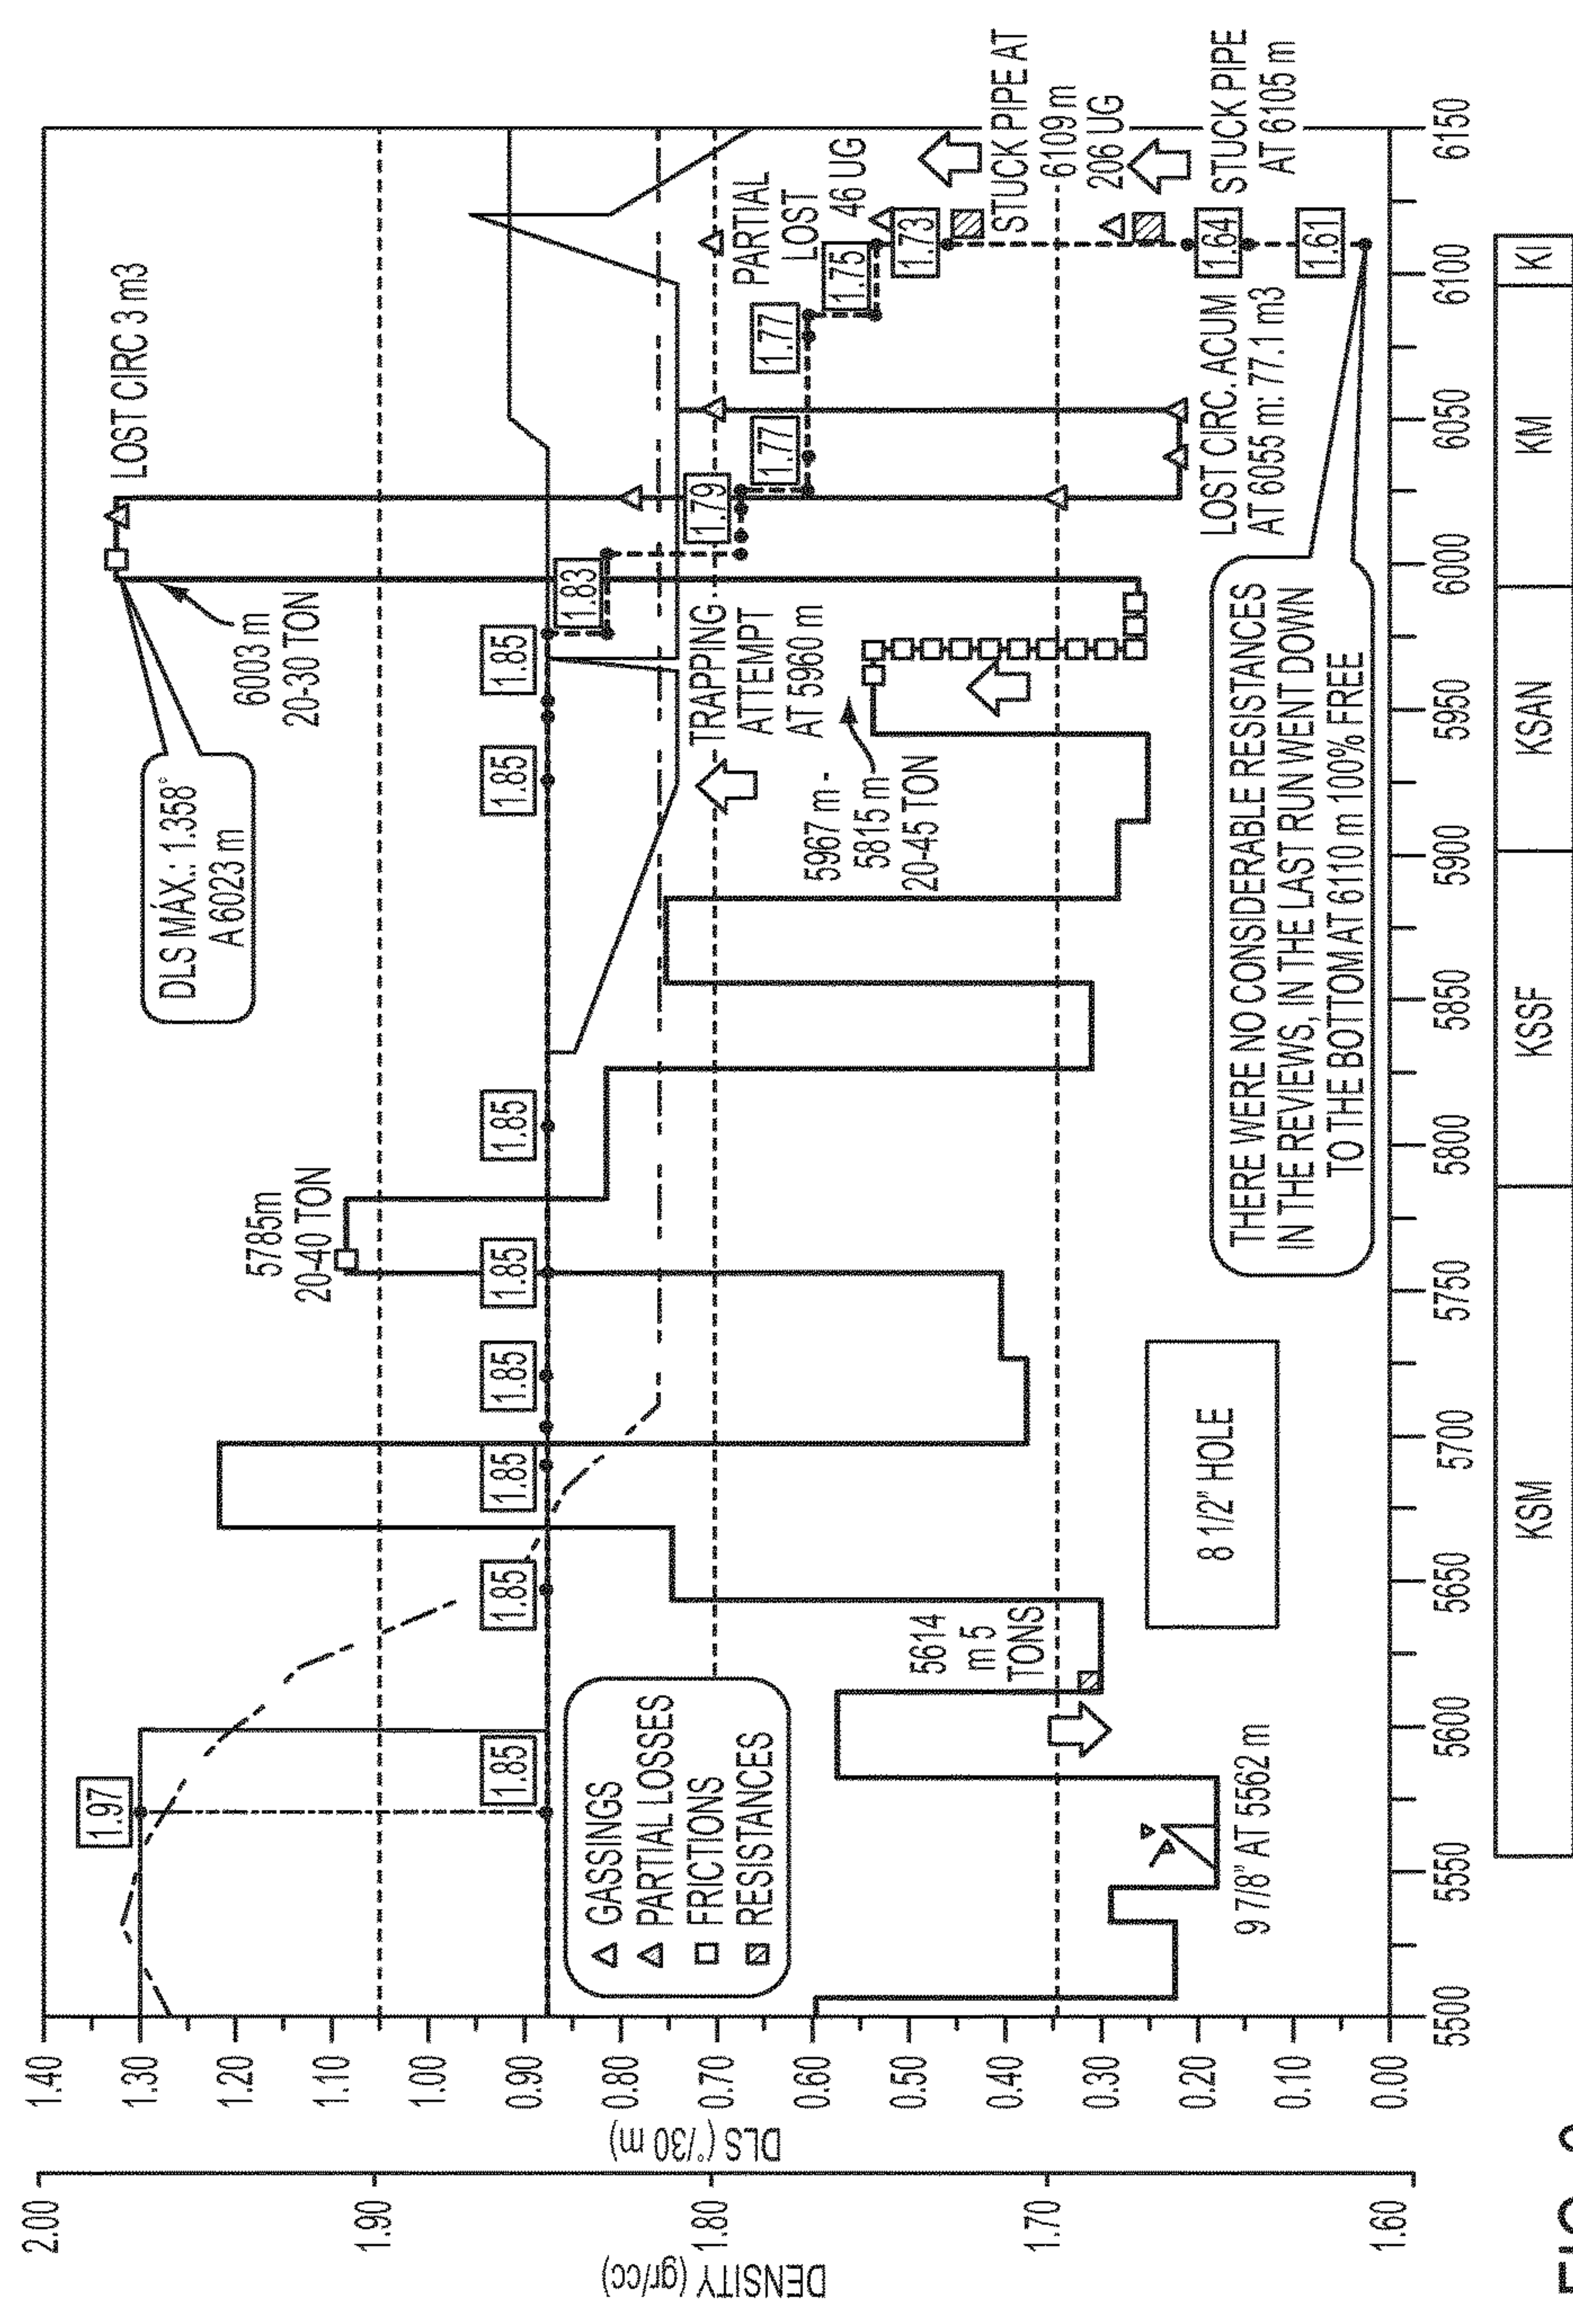 2.00
1.90
1.80
1.70
1.60
DENSITY (gr/cc)
1.40
1.30
1.20
1.10
1.00
0.90
0.80
0.70
0.60
0.50
0.40
0.30
0.20
0.10
0.00
DLS (°/30 m)
5500
5550
5600
5650
5700
5750
5800
5850
5900
5950
6000
6050
6100
6150
KSM
KSSF
KSAN
KM
KI
1.97
1.85
1.85
1.85
1.85
1.85
1.85
1.85
1.85
1.83
1.79
1.77
1.77
1.75
1.73
1.64
1.61
GASSINGS
PARTIAL LOSSES
FRICTIONS
RESISTANCES
9 7/8" AT 5562 m
5614
m 5
TONS
8 1/2" HOLE
5785m
20-40 TON
DLS MÁX.: 1.358°
A 6023 m
6003 m
20-30 TON
LOST CIRC 3 m3
TRAPPING
ATTEMPT
AT 5960 m
5967 m -
5815 m
20-45 TON
PARTIAL
LOST
46 UG
STUCK PIPE AT
6109 m
206 UG
STUCK PIPE
AT 6105 m
LOST CIRC. ACUM
AT 6055 m: 77.1 m3
THERE WERE NO CONSIDERABLE RESISTANCES
IN THE REVIEWS, IN THE LAST RUN WENT DOWN
TO THE BOTTOM AT 6110 m 100% FREE